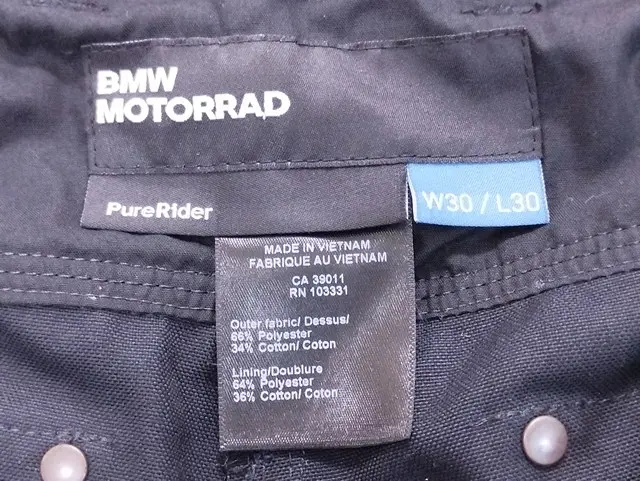 BMW
MOTORRAD
PureRider
W30 / L30
MADE IN VIETNAM
FABRIQUE AU VIETNAM
CA 39011
RN 103331
Outer fabric/ Dessus/
66% Polyester
34% Cotton/ Coton
Lining/Doublure
64% Polyester
36% Cotton/ Coton